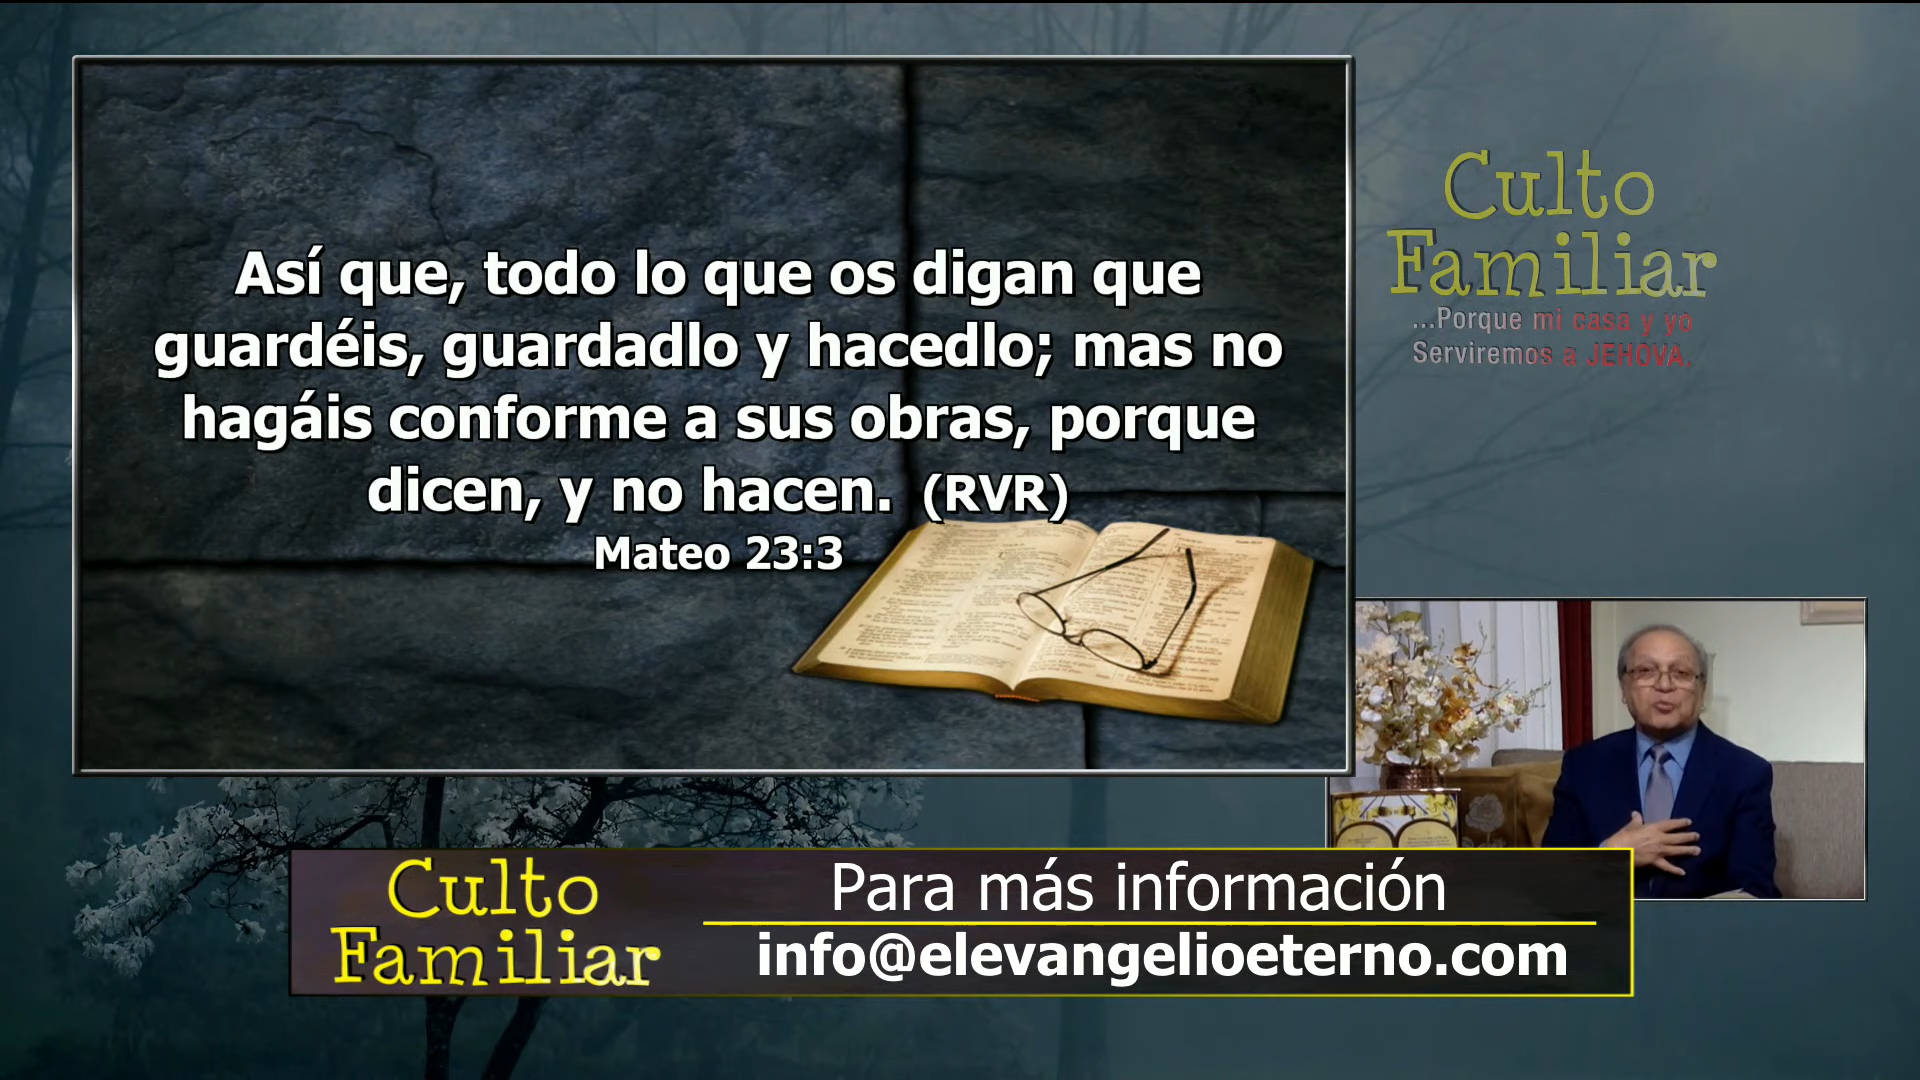 Así que, todo lo que os digan que
guardéis, guardadlo y hacedlo; mas no
hagáis conforme a sus obras, porque
dicen, y no hacen. (RVR)
Mateo 23:3
Culto
Familiar
...Porque mi casa y yo
Serviremos a JEHOVA.
Culto
Familiar
Para más información
info@elevangelioeterno.com